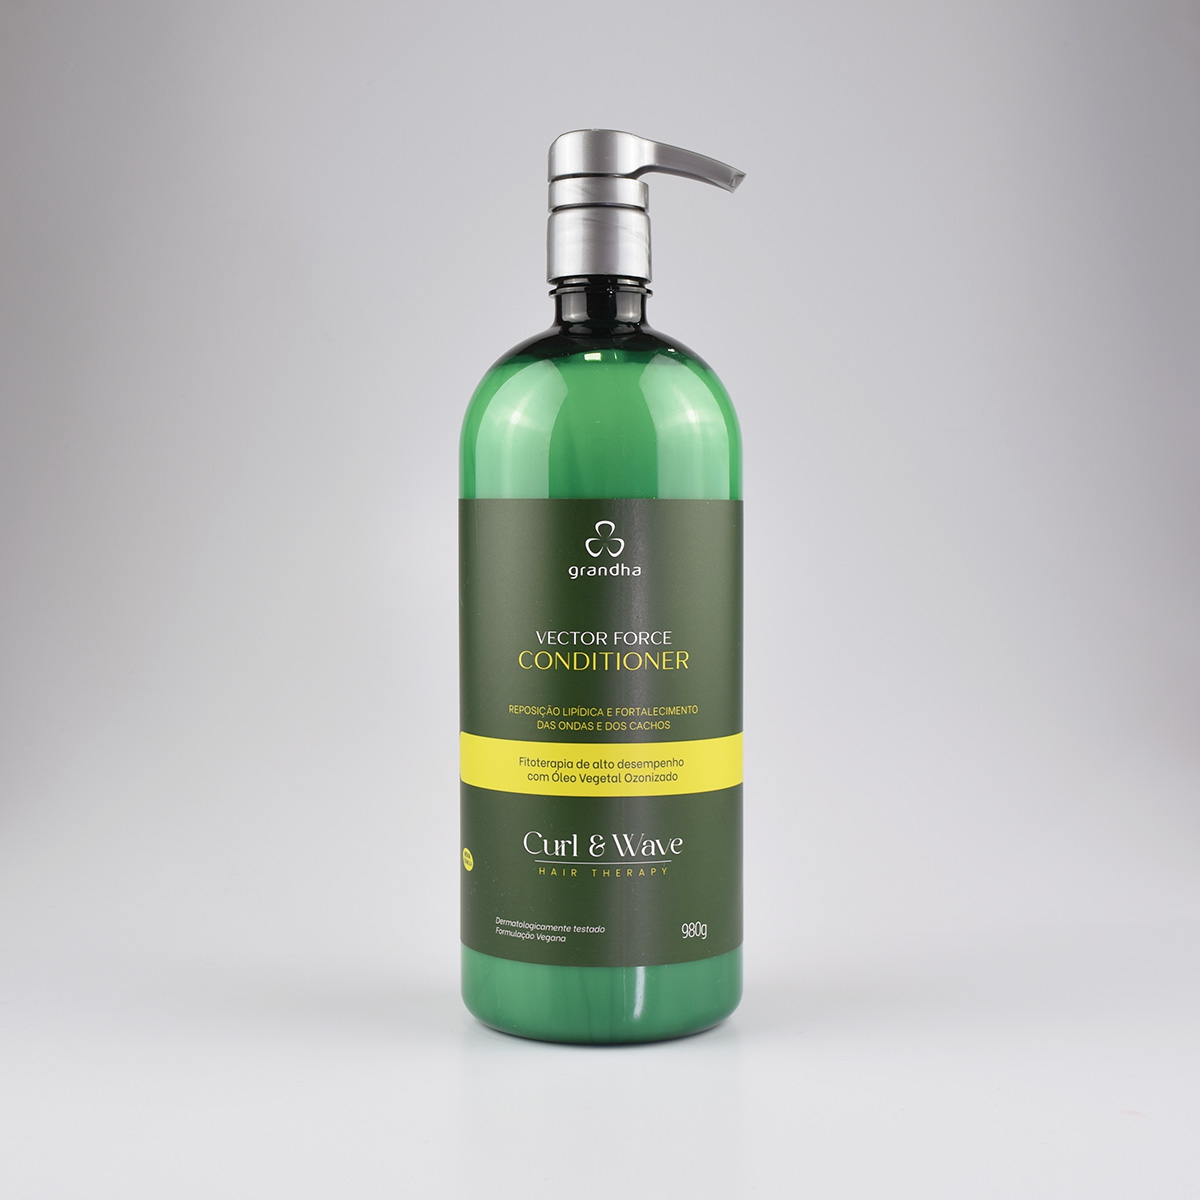 grandha
VECTOR FORCE
CONDITIONER
REPOSIÇÃO LIPÍDICA E FORTALECIMENTO
DAS ONDAS E DOS CACHOS
Fitoterapia de alto desempenho
com Óleo Vegetal Ozonizado
Curl & Wave
HAIR THERAPY
Dermatologicamente testado
Formulação Vegana
980g